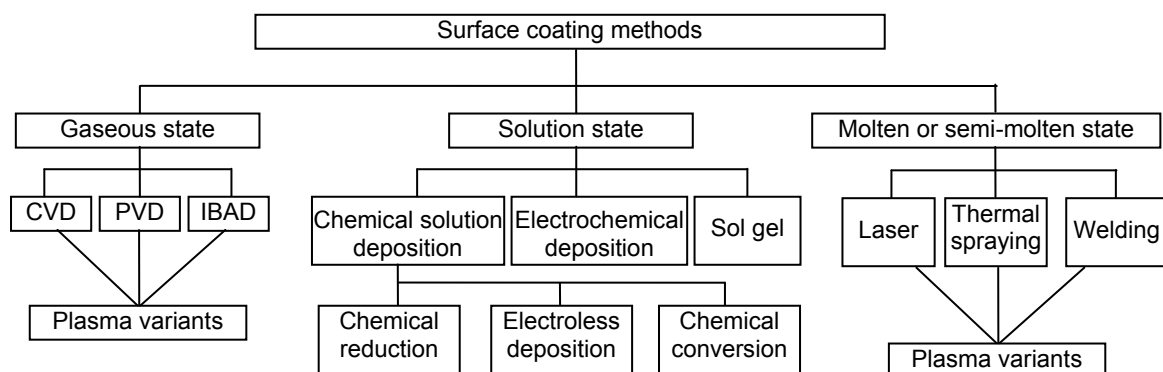 Surface coating methods
Gaseous state
Solution state
Molten or semi-molten state
CVD
PVD
IBAD
Chemical solution
deposition
Electrochemical
deposition
Sol gel
Laser
Thermal
spraying
Welding
Plasma variants
Chemical
reduction
Electroless
deposition
Chemical
conversion
Plasma variants